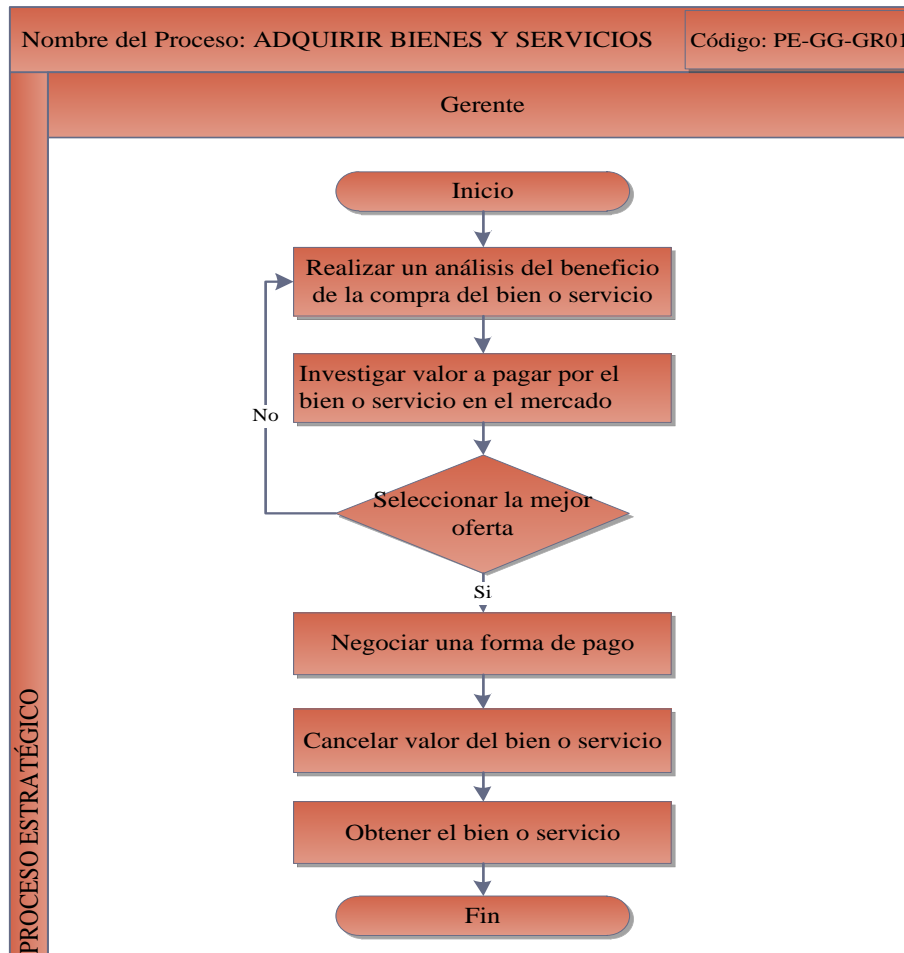 Nombre del Proceso: ADQUIRIR BIENES Y SERVICIOS
Código: PE-GG-GR01
Gerente
PROCESO ESTRATÉGICO
Inicio
Realizar un análisis del beneficio
de la compra del bien o servicio
Investigar valor a pagar por el
bien o servicio en el mercado
No
Seleccionar la mejor
oferta
Si
Negociar una forma de pago
Cancelar valor del bien o servicio
Obtener el bien o servicio
Fin